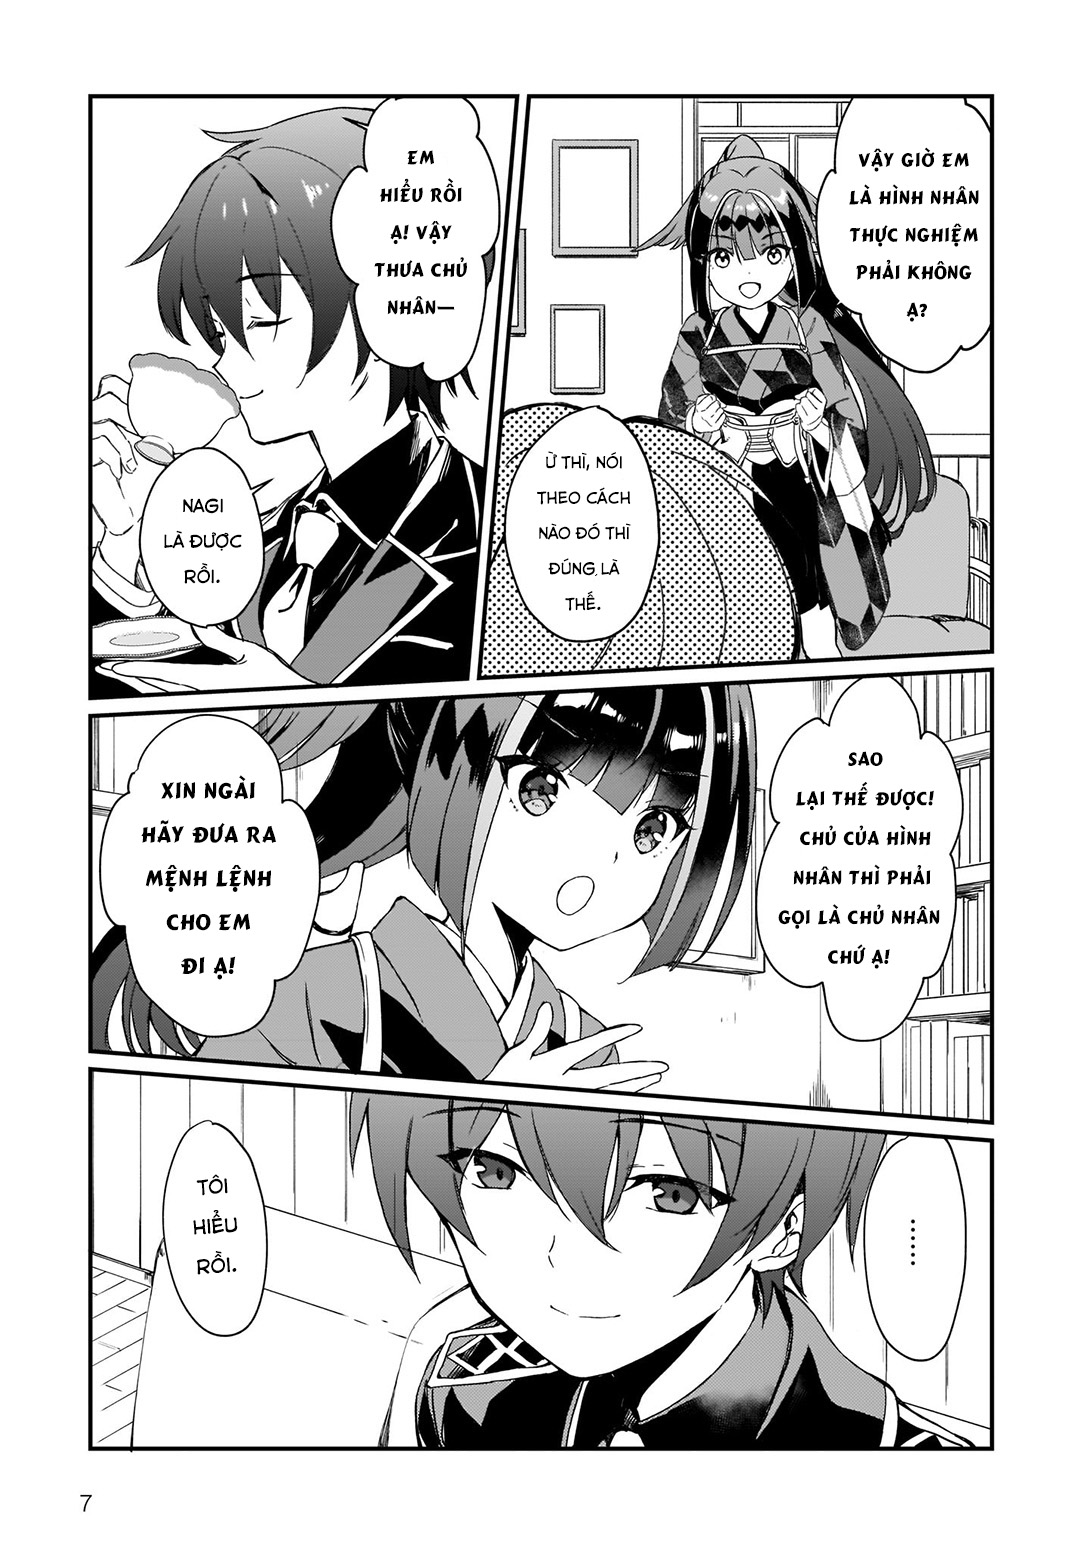 VẬY GIỜ EM
LÀ HÌNH NHÂN
THỰC NGHIỆM
PHẢI KHÔNG
Ạ?
Ừ THÌ, NÓI
THEO CÁCH
NÀO ĐÓ THÌ
ĐÚNG LÀ
THẾ.
EM
HIỂU RỒI
Ạ! VẬY
THƯA CHỦ
NHÂN—
NAGI
LÀ ĐƯỢC
RỒI.
SAO
LẠI THẾ ĐƯỢC!
CHỦ CỦA HÌNH
NHÂN THÌ PHẢI
GỌI LÀ CHỦ NHÂN
CHỨ Ạ!
XIN NGÀI
HÃY ĐƯA RA
MỆNH LỆNH
CHO EM
ĐI Ạ!
......
TÔI
HIỂU
RỒI.
7